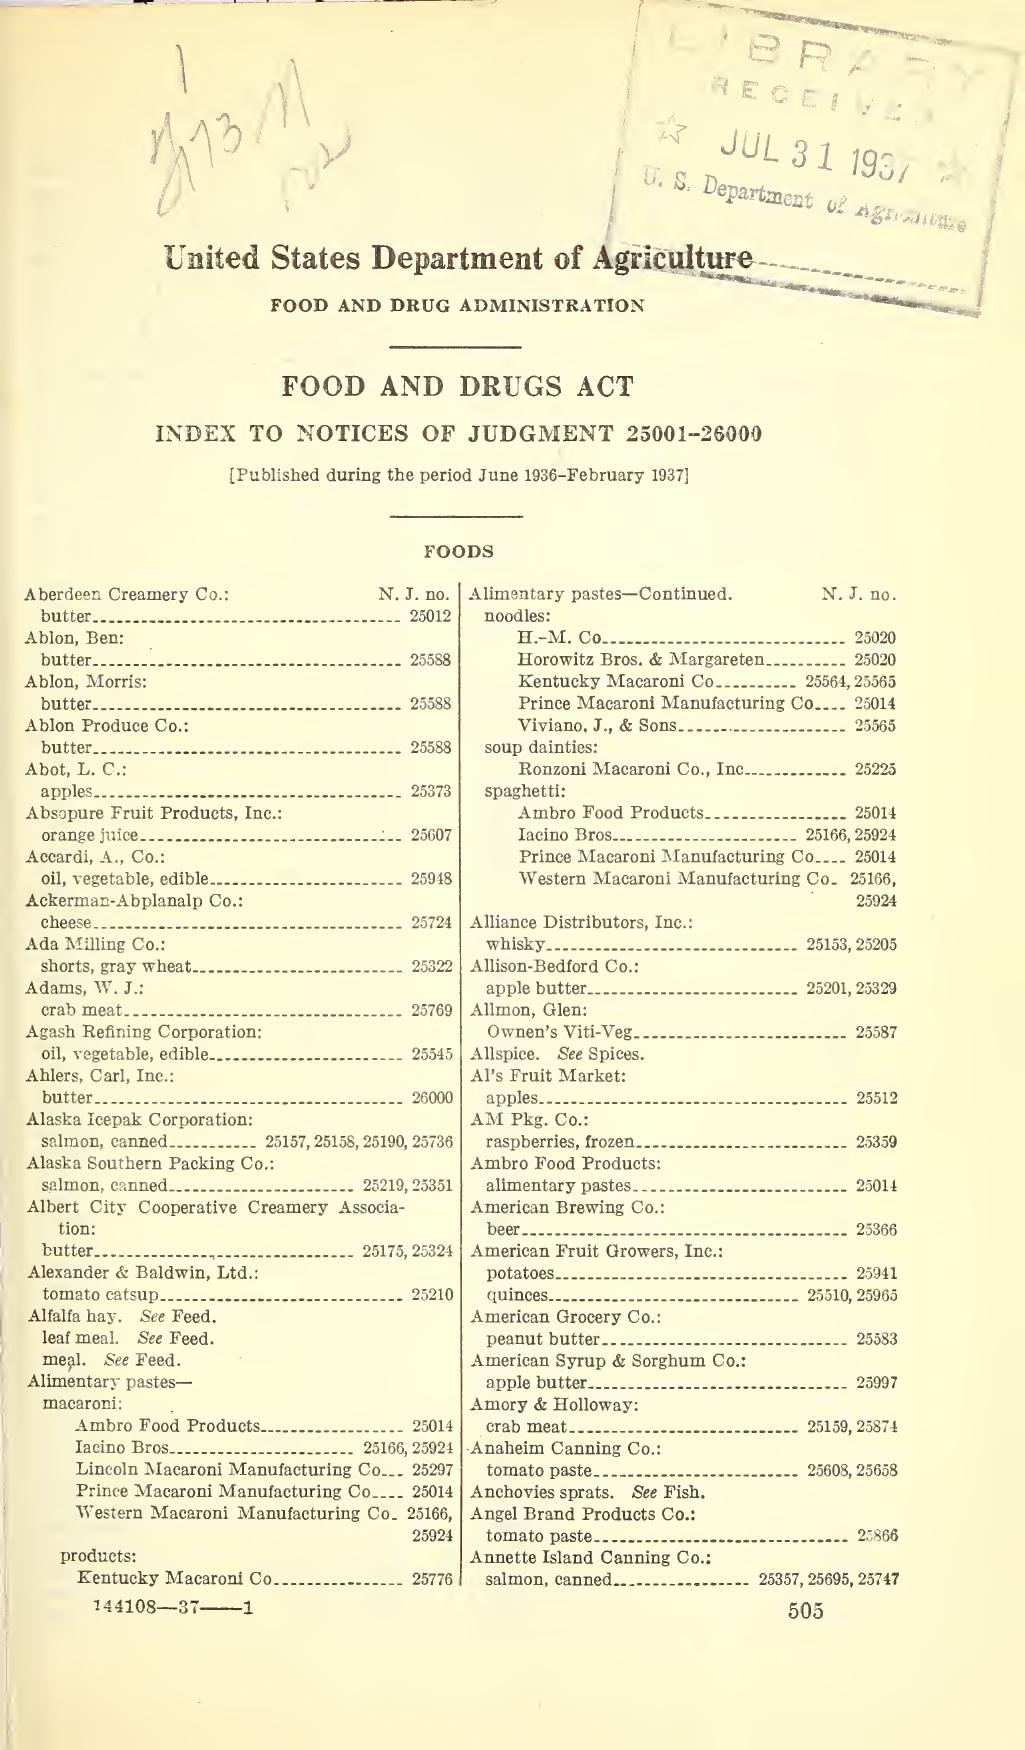 LIBRARY
RECEIVED
☆ JUL 31 1937 ☆
U. S. Department of Agriculture
United States Department of Agriculture
FOOD AND DRUG ADMINISTRATION
FOOD AND DRUGS ACT
INDEX TO NOTICES OF JUDGMENT 25001–26000
[Published during the period June 1936–February 1937]
FOODS
Aberdeen Creamery Co.: N. J. no.
butter 25012
Ablon, Ben:
butter 25588
Ablon, Morris:
butter 25588
Ablon Produce Co.:
butter 25588
Abot, L. C.:
apples 25373
Absopure Fruit Products, Inc.:
orange juice 25607
Accardi, A., Co.:
oil, vegetable, edible 25948
Ackerman-Abplanalp Co.:
cheese 25724
Ada Milling Co.:
shorts, gray wheat 25322
Adams, W. J.:
crab meat 25769
Agash Refining Corporation:
oil, vegetable, edible 25545
Ahlers, Carl, Inc.:
butter 26000
Alaska Icepak Corporation:
salmon, canned 25157, 25158, 25190, 25736
Alaska Southern Packing Co.:
salmon, canned 25219, 25351
Albert City Cooperative Creamery Associa-
tion:
butter 25175, 25324
Alexander & Baldwin, Ltd.:
tomato catsup 25210
Alfalfa hay. See Feed.
leaf meal. See Feed.
meal. See Feed.
Alimentary pastes—
macaroni:
Ambro Food Products 25014
Iacino Bros 25166, 25924
Lincoln Macaroni Manufacturing Co 25297
Prince Macaroni Manufacturing Co 25014
Western Macaroni Manufacturing Co 25166,
25924
products:
Kentucky Macaroni Co 25776
144108—37——1
Alimentary pastes—Continued. N. J. no.
noodles:
H.-M. Co 25020
Horowitz Bros. & Margareten 25020
Kentucky Macaroni Co 25564, 25565
Prince Macaroni Manufacturing Co 25014
Viviano, J., & Sons 25565
soup dainties:
Ronzoni Macaroni Co., Inc 25225
spaghetti:
Ambro Food Products 25014
Iacino Bros 25166, 25924
Prince Macaroni Manufacturing Co 25014
Western Macaroni Manufacturing Co 25166,
25924
Alliance Distributors, Inc.:
whisky 25153, 25205
Allison-Bedford Co.:
apple butter 25201, 25329
Allmon, Glen:
Ownen's Viti-Veg 25587
Allspice. See Spices.
Al's Fruit Market:
apples 25512
AM Pkg. Co.:
raspberries, frozen 25359
Ambro Food Products:
alimentary pastes 25014
American Brewing Co.:
beer 25366
American Fruit Growers, Inc.:
potatoes 25941
quinces 25510, 25965
American Grocery Co.:
peanut butter 25583
American Syrup & Sorghum Co.:
apple butter 25997
Amory & Holloway:
crab meat 25159, 25874
Anaheim Canning Co.:
tomato paste 25608, 25658
Anchovies sprats. See Fish.
Angel Brand Products Co.:
tomato paste 25866
Annette Island Canning Co.:
salmon, canned 25357, 25695, 25747
505